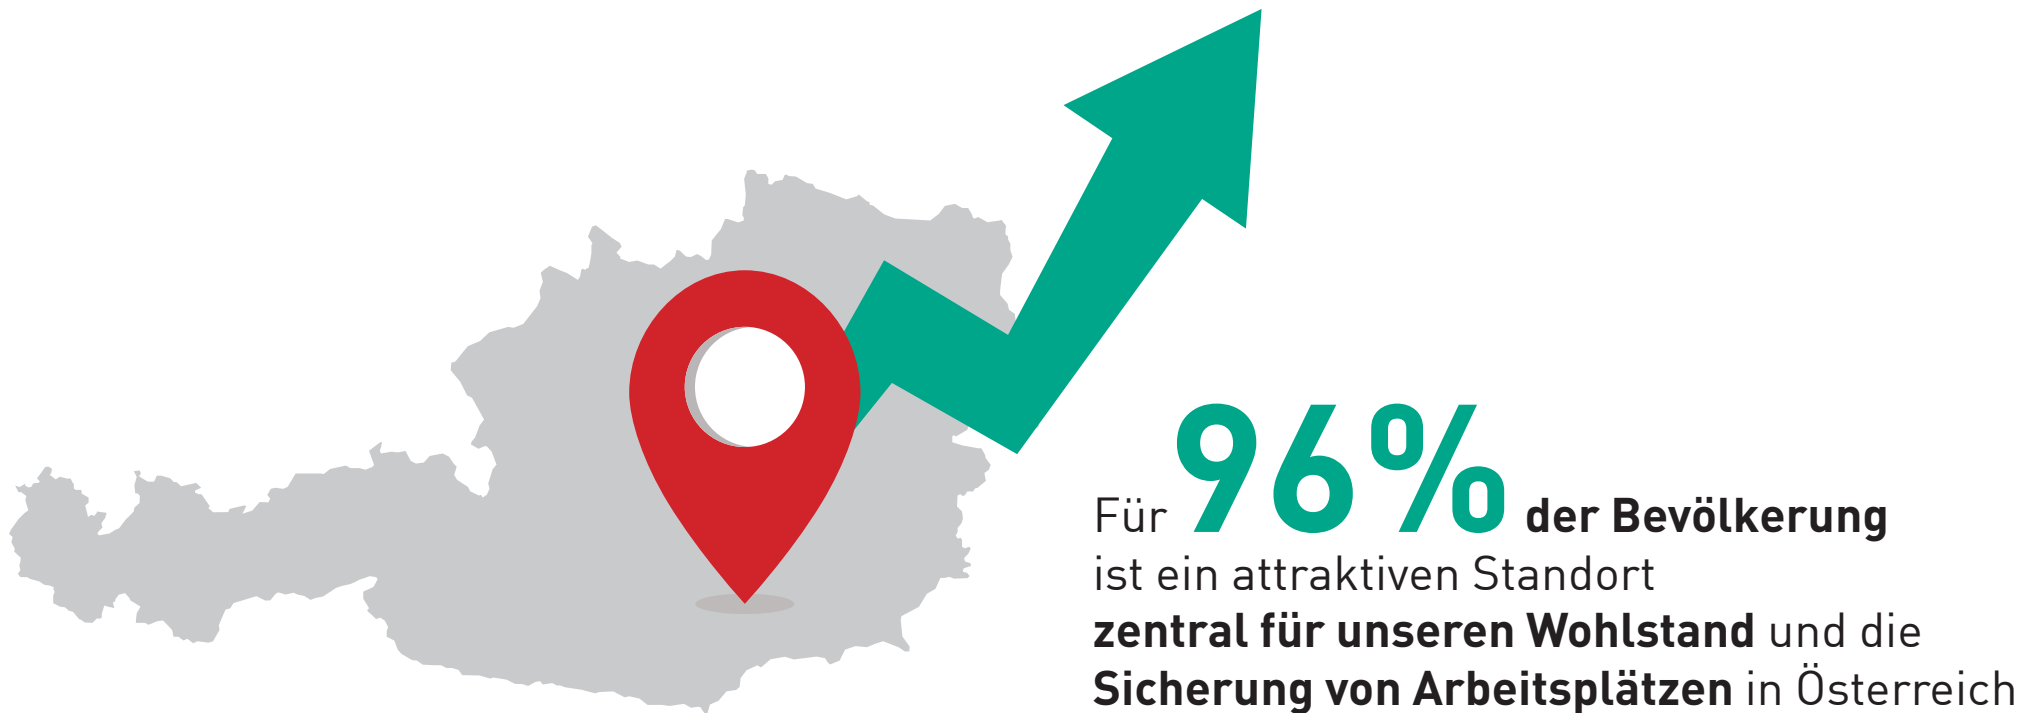 Für 96% der Bevölkerung
ist ein attraktiven Standort
zentral für unseren Wohlstand und die
Sicherung von Arbeitsplätzen in Österreich